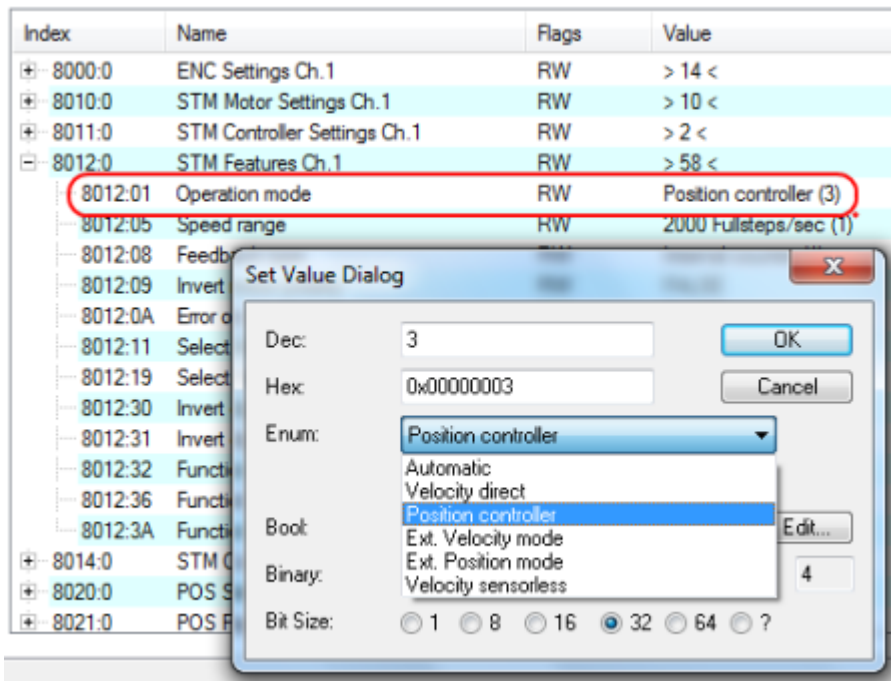 Index Name Flags Value
8000:0 ENC Settings Ch.1 RW > 14 <
8010:0 STM Motor Settings Ch.1 RW > 10 <
8011:0 STM Controller Settings Ch.1 RW > 2 <
8012:0 STM Features Ch.1 RW > 58 <
8012:01 Operation mode RW Position controller (3)
8012:05 Speed range RW 2000 Fullsteps/sec (1)
8012:08
8012:09 Invert
8012:0A Error
8012:11 Select
8012:19 Select
8012:30 Invert
8012:31 Invert
8012:32
8012:36
8012:3A
8014:0 STM
8020:0 POS
8021:0 POS
Set Value Dialog
Dec: 3 OK
Hex: 0x00000003 Cancel
Enum: Position controller
Automatic
Velocity direct
Position controller
Ext. Velocity mode
Ext. Position mode
Velocity sensorless
Bool: Edit...
Binary: 4
Bit Size: 1 8 16 32 64 ?